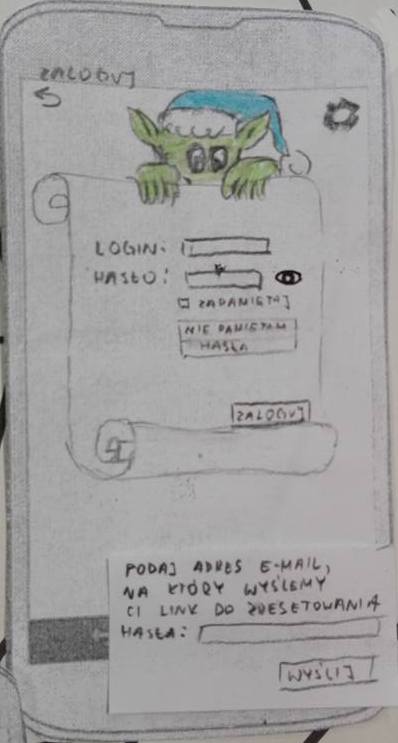 ZALOGUJ
LOGIN:
HASŁO:
ZAPAMIĘTAJ
NIE PAMIĘTAM
HASŁA
ZALOGUJ
PODAJ ADRES E-MAIL,
NA KTÓRY WYŚLEMY
CI LINK DO ZRESETOWANIA
HASŁA:
WYŚLIJ